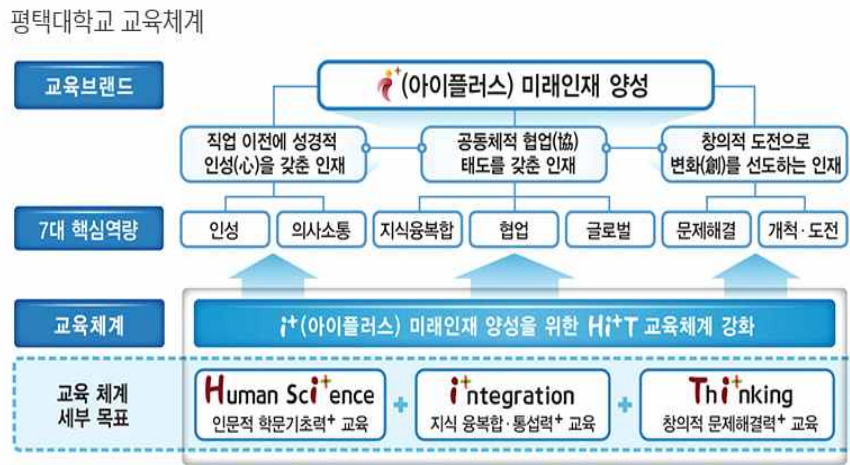 평택대학교 교육체계
교육브랜드
i⁺(아이플러스) 미래인재 양성
직업 이전에 성경적
인성(心)을 갖춘 인재
공동체적 협업(協)
태도를 갖춘 인재
창의적 도전으로
변화(創)를 선도하는 인재
7대 핵심역량
인성
의사소통
지식융복합
협업
글로벌
문제해결
개척·도전
교육체계
i⁺(아이플러스) 미래인재 양성을 위한 Hi⁺T 교육체계 강화
교육 체계
세부 목표
Human Sci⁺ence
인문적 학문기초력⁺ 교육
+
i⁺ntegration
지식 융복합·통섭력⁺ 교육
+
Thi⁺nking
창의적 문제해결력⁺ 교육